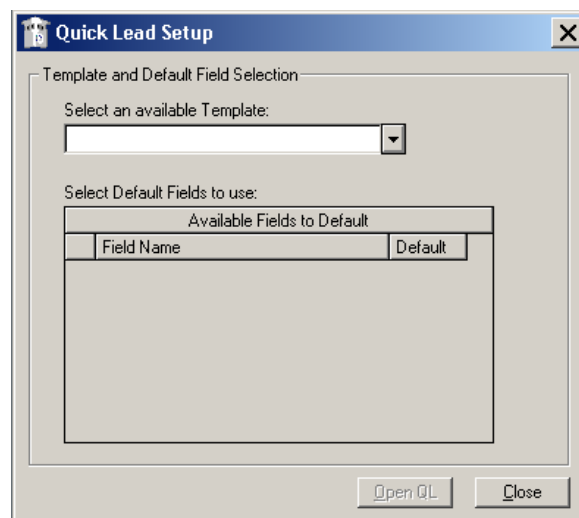 Quick Lead Setup
Template and Default Field Selection
Select an available Template:
Select Default Fields to use:
Available Fields to Default
Field Name Default
Open QL Close